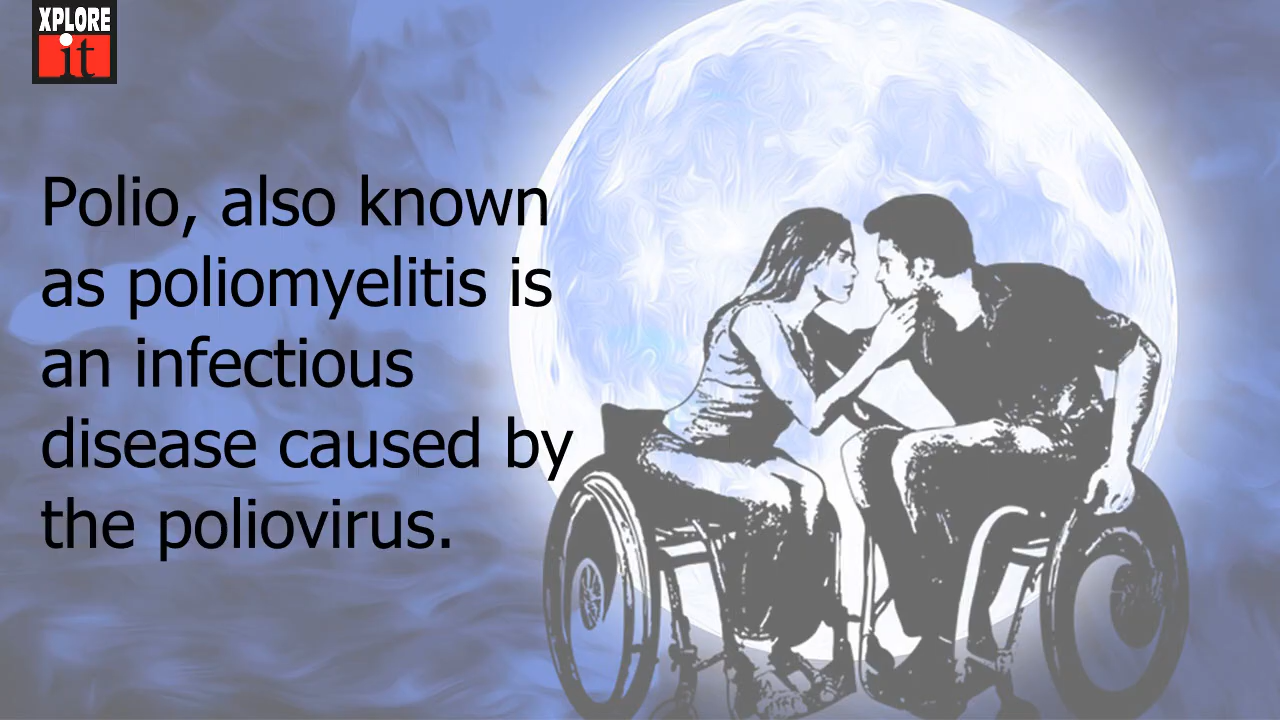 XPLORE
it
Polio, also known
as poliomyelitis is
an infectious
disease caused by
the poliovirus.